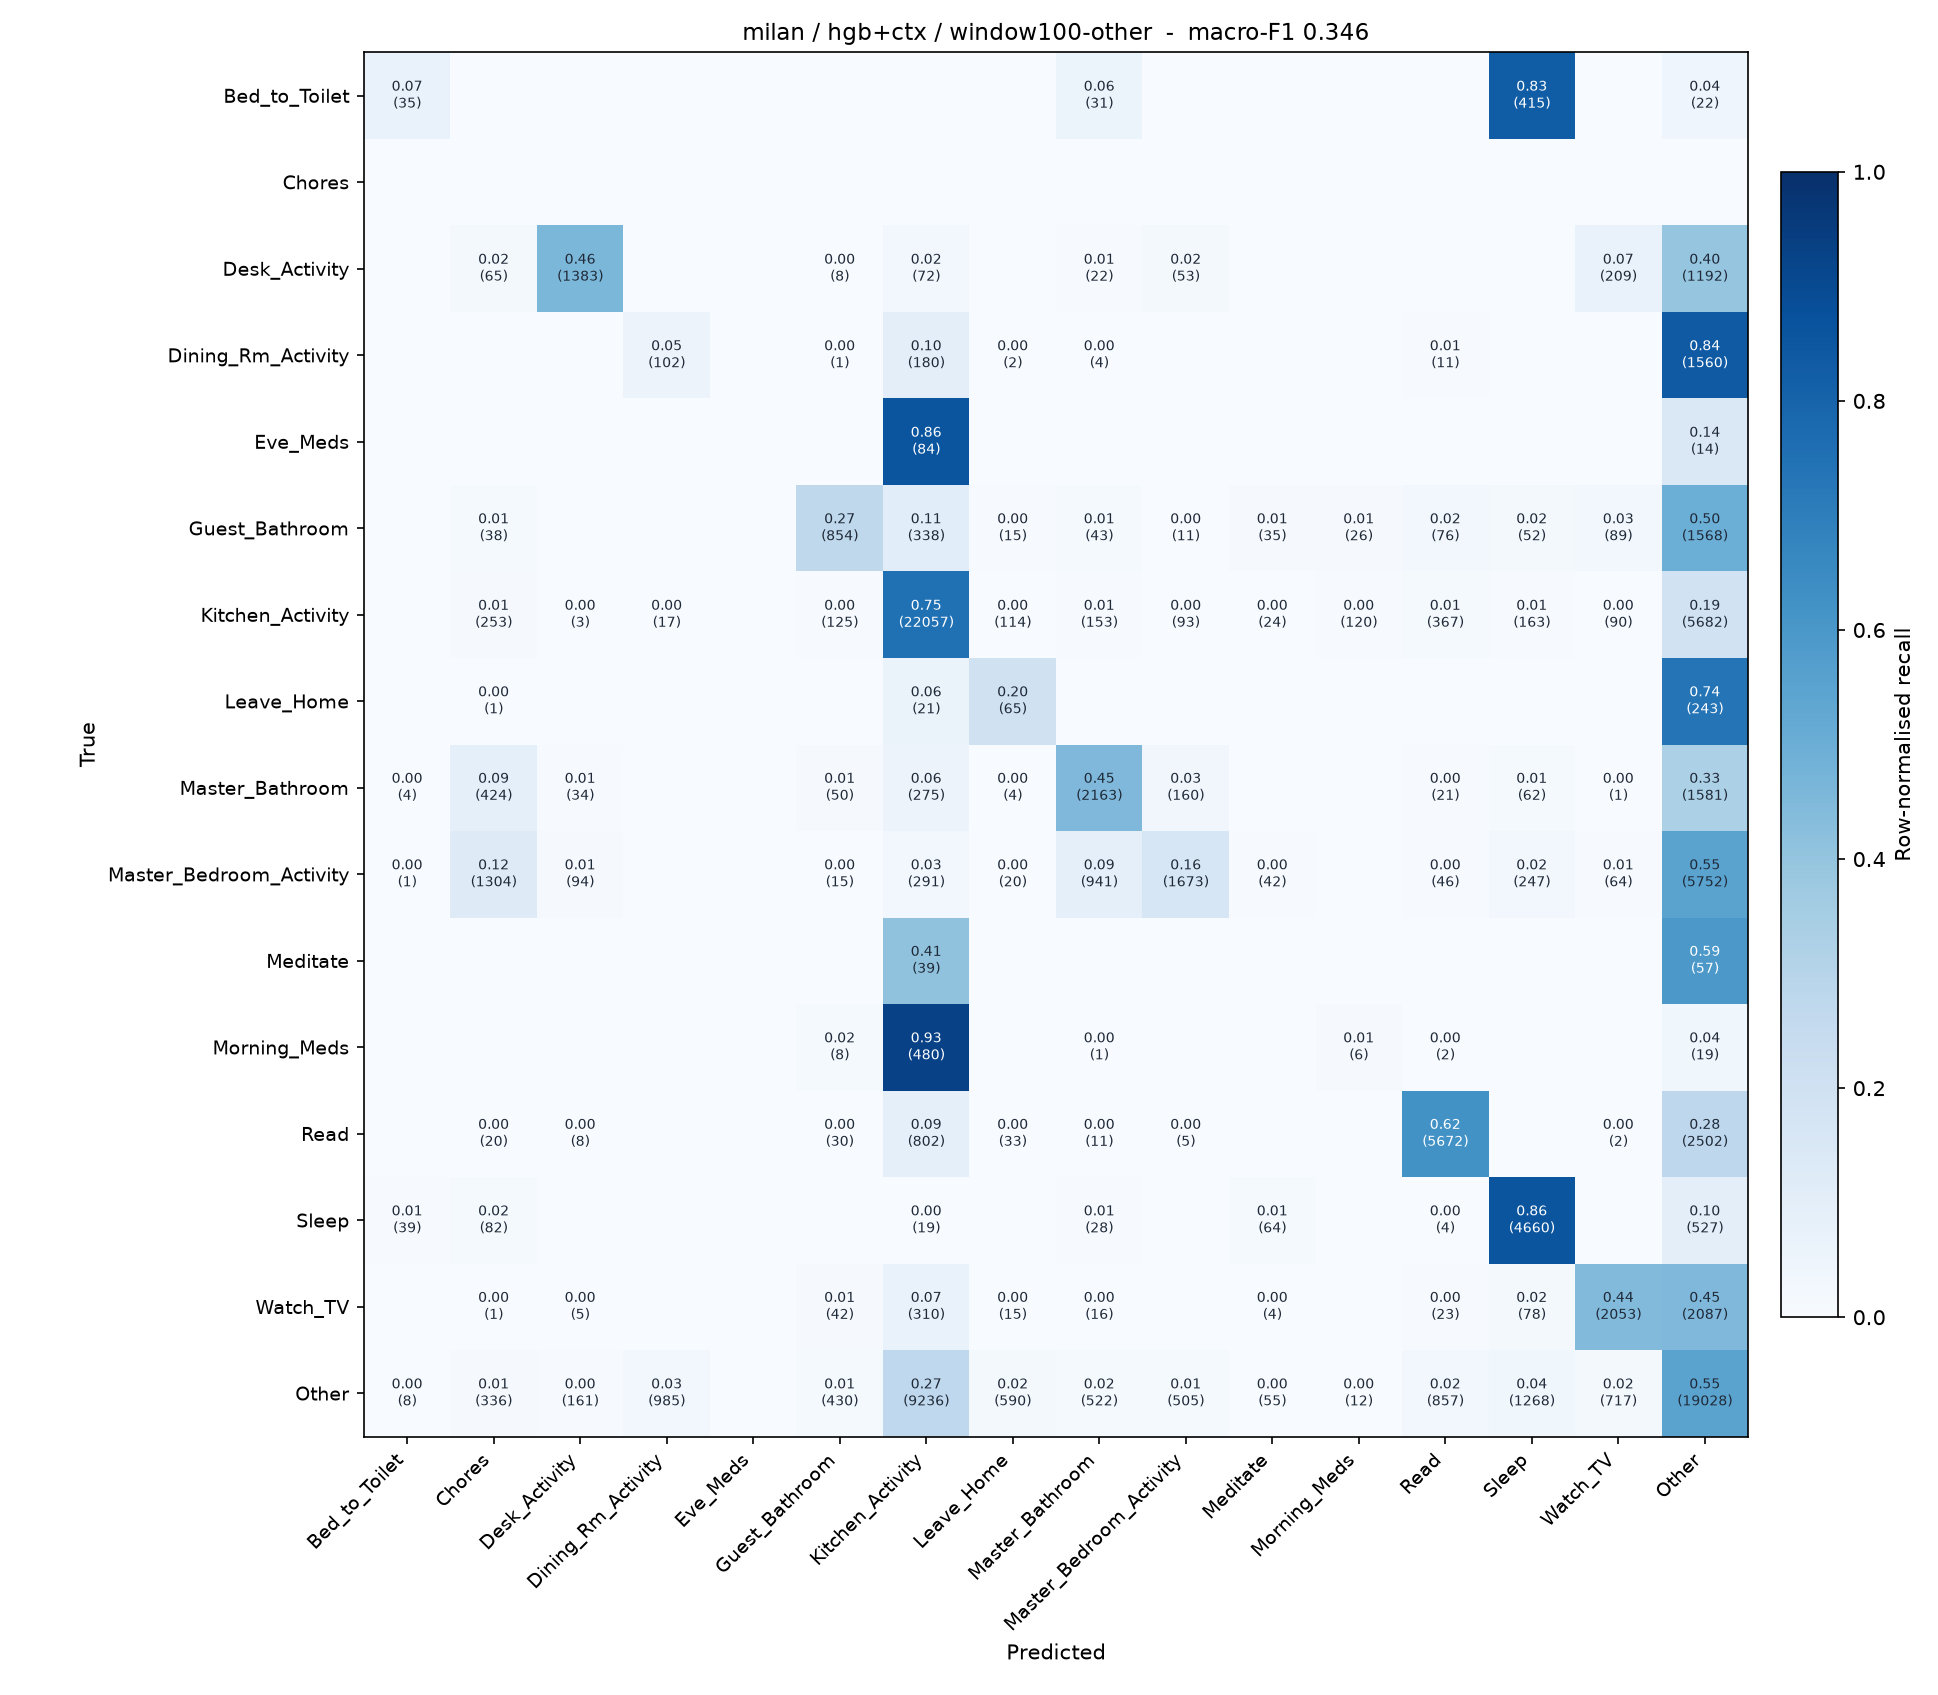 milan / hgb+ctx / window100-other - macro-F1 0.346
Bed_to_Toilet 0.07 0.06 0.83 0.04
(35) (31) (415) (22)
Chores
Desk_Activity 0.02 0.46 0.00 0.02 0.01 0.02 0.07 0.40
(65) (1383) (8) (72) (22) (53) (209) (1192)
Dining_Rm_Activity 0.05 0.00 0.10 0.00 0.00 0.01 0.84
(102) (1) (180) (2) (4) (11) (1560)
Eve_Meds 0.86 0.14
(84) (14)
Guest_Bathroom 0.01 0.27 0.11 0.00 0.01 0.00 0.01 0.01 0.02 0.02 0.03 0.50
(38) (854) (338) (15) (43) (11) (35) (26) (76) (52) (89) (1568)
Kitchen_Activity 0.01 0.00 0.00 0.00 0.75 0.00 0.01 0.00 0.00 0.00 0.01 0.01 0.00 0.19
(253) (3) (17) (125) (22057) (114) (153) (93) (24) (120) (367) (163) (90) (5682)
Leave_Home 0.00 0.06 0.20 0.74
(1) (21) (65) (243)
Master_Bathroom 0.00 0.09 0.01 0.01 0.06 0.00 0.45 0.03 0.00 0.01 0.00 0.33
(4) (424) (34) (50) (275) (4) (2163) (160) (21) (62) (1) (1581)
Master_Bedroom_Activity 0.00 0.12 0.01 0.00 0.03 0.00 0.09 0.16 0.00 0.00 0.02 0.01 0.55
(1) (1304) (94) (15) (291) (20) (941) (1673) (42) (46) (247) (64) (5752)
Meditate 0.41 0.59
(39) (57)
Morning_Meds 0.02 0.93 0.00 0.01 0.00 0.04
(8) (480) (1) (6) (2) (19)
Read 0.00 0.00 0.00 0.09 0.00 0.00 0.00 0.62 0.00 0.28
(20) (8) (30) (802) (33) (11) (5) (5672) (2) (2502)
Sleep 0.01 0.02 0.00 0.01 0.01 0.00 0.86 0.10
(39) (82) (19) (28) (64) (4) (4660) (527)
Watch_TV 0.00 0.00 0.01 0.07 0.00 0.00 0.00 0.00 0.02 0.44 0.45
(1) (5) (42) (310) (15) (16) (4) (23) (78) (2053) (2087)
Other 0.00 0.01 0.00 0.03 0.01 0.27 0.02 0.02 0.01 0.00 0.00 0.02 0.04 0.02 0.55
(8) (336) (161) (985) (430) (9236) (590) (522) (505) (55) (12) (857) (1268) (717) (19028)
True
Bed_to_Toilet
Chores
Desk_Activity
Dining_Rm_Activity
Eve_Meds
Guest_Bathroom
Kitchen_Activity
Leave_Home
Master_Bathroom
Master_Bedroom_Activity
Meditate
Morning_Meds
Read
Sleep
Watch_TV
Other
Predicted
1.0
0.8
0.6
0.4
0.2
0.0
Row-normalised recall